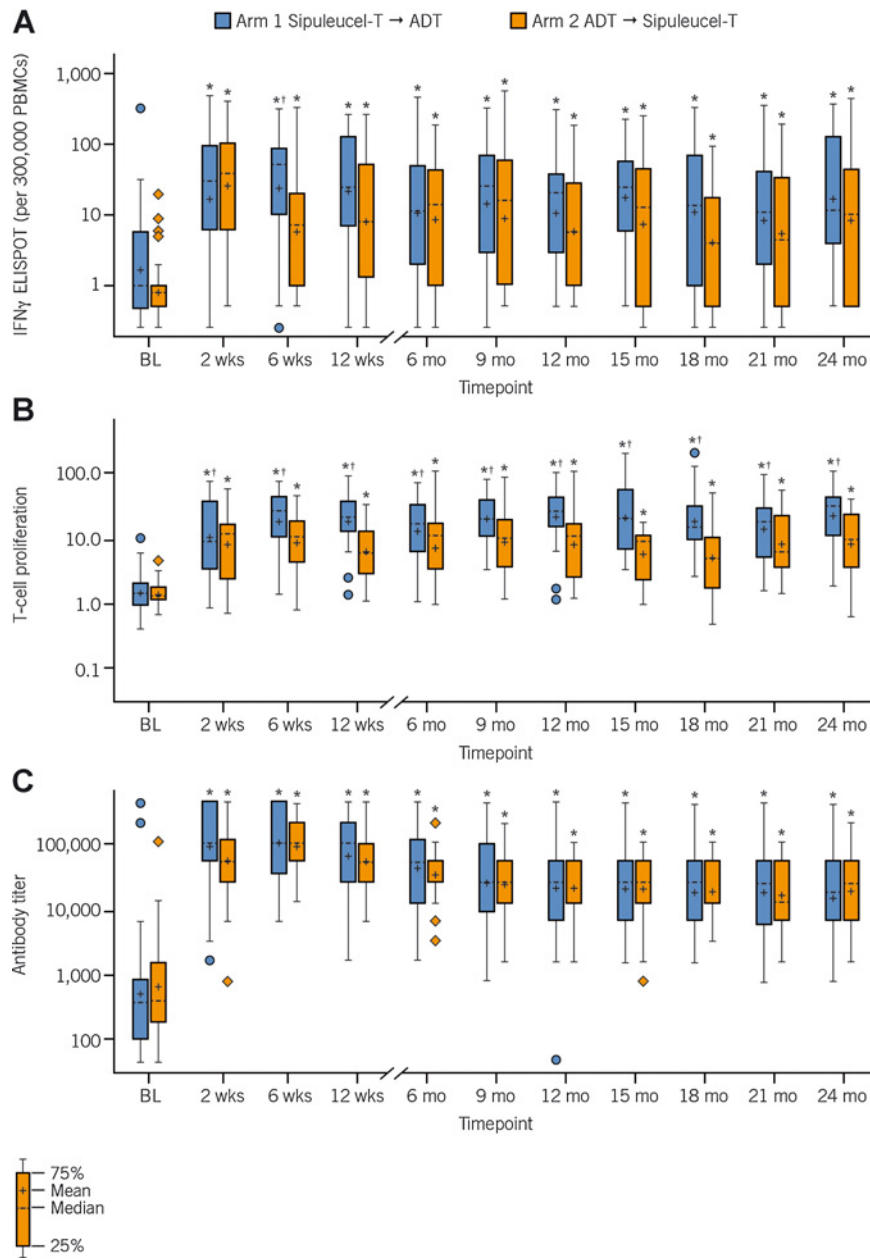 Arm 1 Sipuleucel-T → ADT Arm 2 ADT → Sipuleucel-T
A
IFNγ ELISPOT (per 300,000 PBMCs)
1,000
100
10
1
* * *† * * * * * * * * * * * * * * * * *
BL 2 wks 6 wks 12 wks 6 mo 9 mo 12 mo 15 mo 18 mo 21 mo 24 mo
Timepoint
B
T-cell proliferation
100.0
10.0
1.0
0.1
*† * *† * *† * *† * *† * *† * *† * *† * *† * *† *
BL 2 wks 6 wks 12 wks 6 mo 9 mo 12 mo 15 mo 18 mo 21 mo 24 mo
Timepoint
C
Antibody titer
100,000
10,000
1,000
100
* * * * * * * * * * * * * * * * * * * *
BL 2 wks 6 wks 12 wks 6 mo 9 mo 12 mo 15 mo 18 mo 21 mo 24 mo
Timepoint
75%
Mean
Median
25%